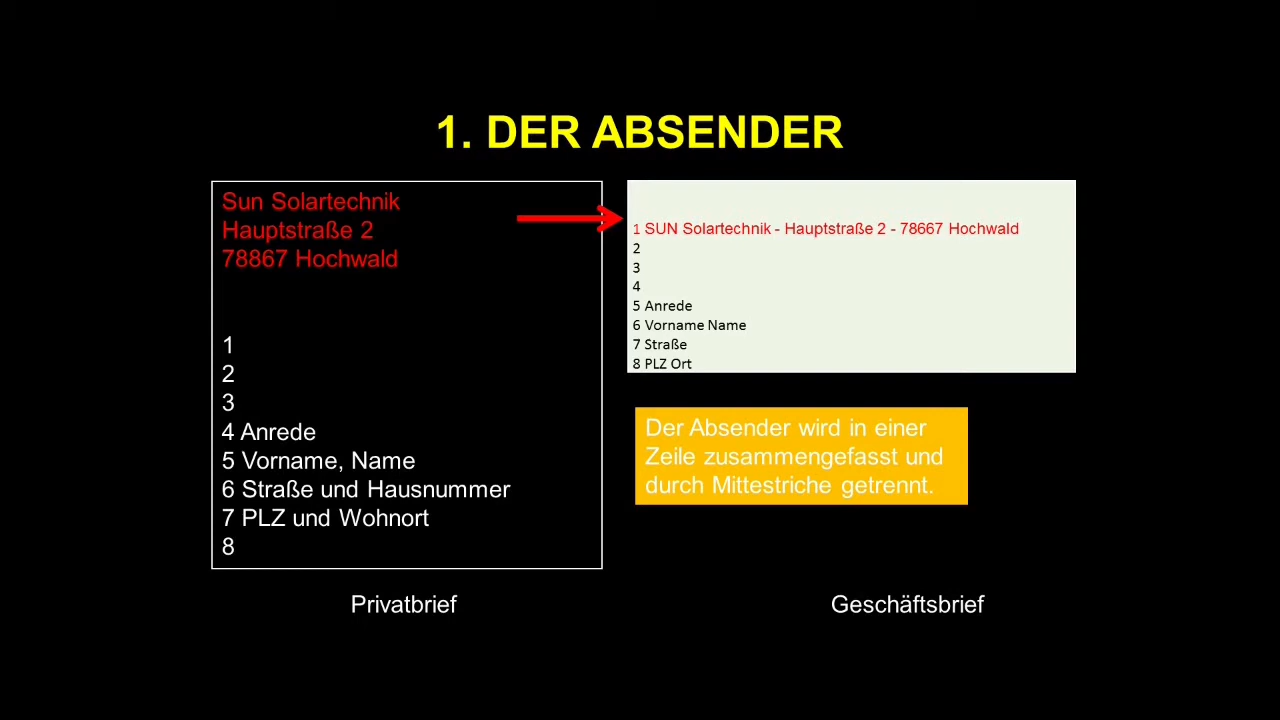 1. DER ABSENDER
Sun Solartechnik
Hauptstraße 2
78867 Hochwald
1
2
3
4 Anrede
5 Vorname, Name
6 Straße und Hausnummer
7 PLZ und Wohnort
8
Privatbrief
1 SUN Solartechnik - Hauptstraße 2 - 78667 Hochwald
2
3
4
5 Anrede
6 Vorname Name
7 Straße
8 PLZ Ort
Der Absender wird in einer
Zeile zusammengefasst und
durch Mittestriche getrennt.
Geschäftsbrief